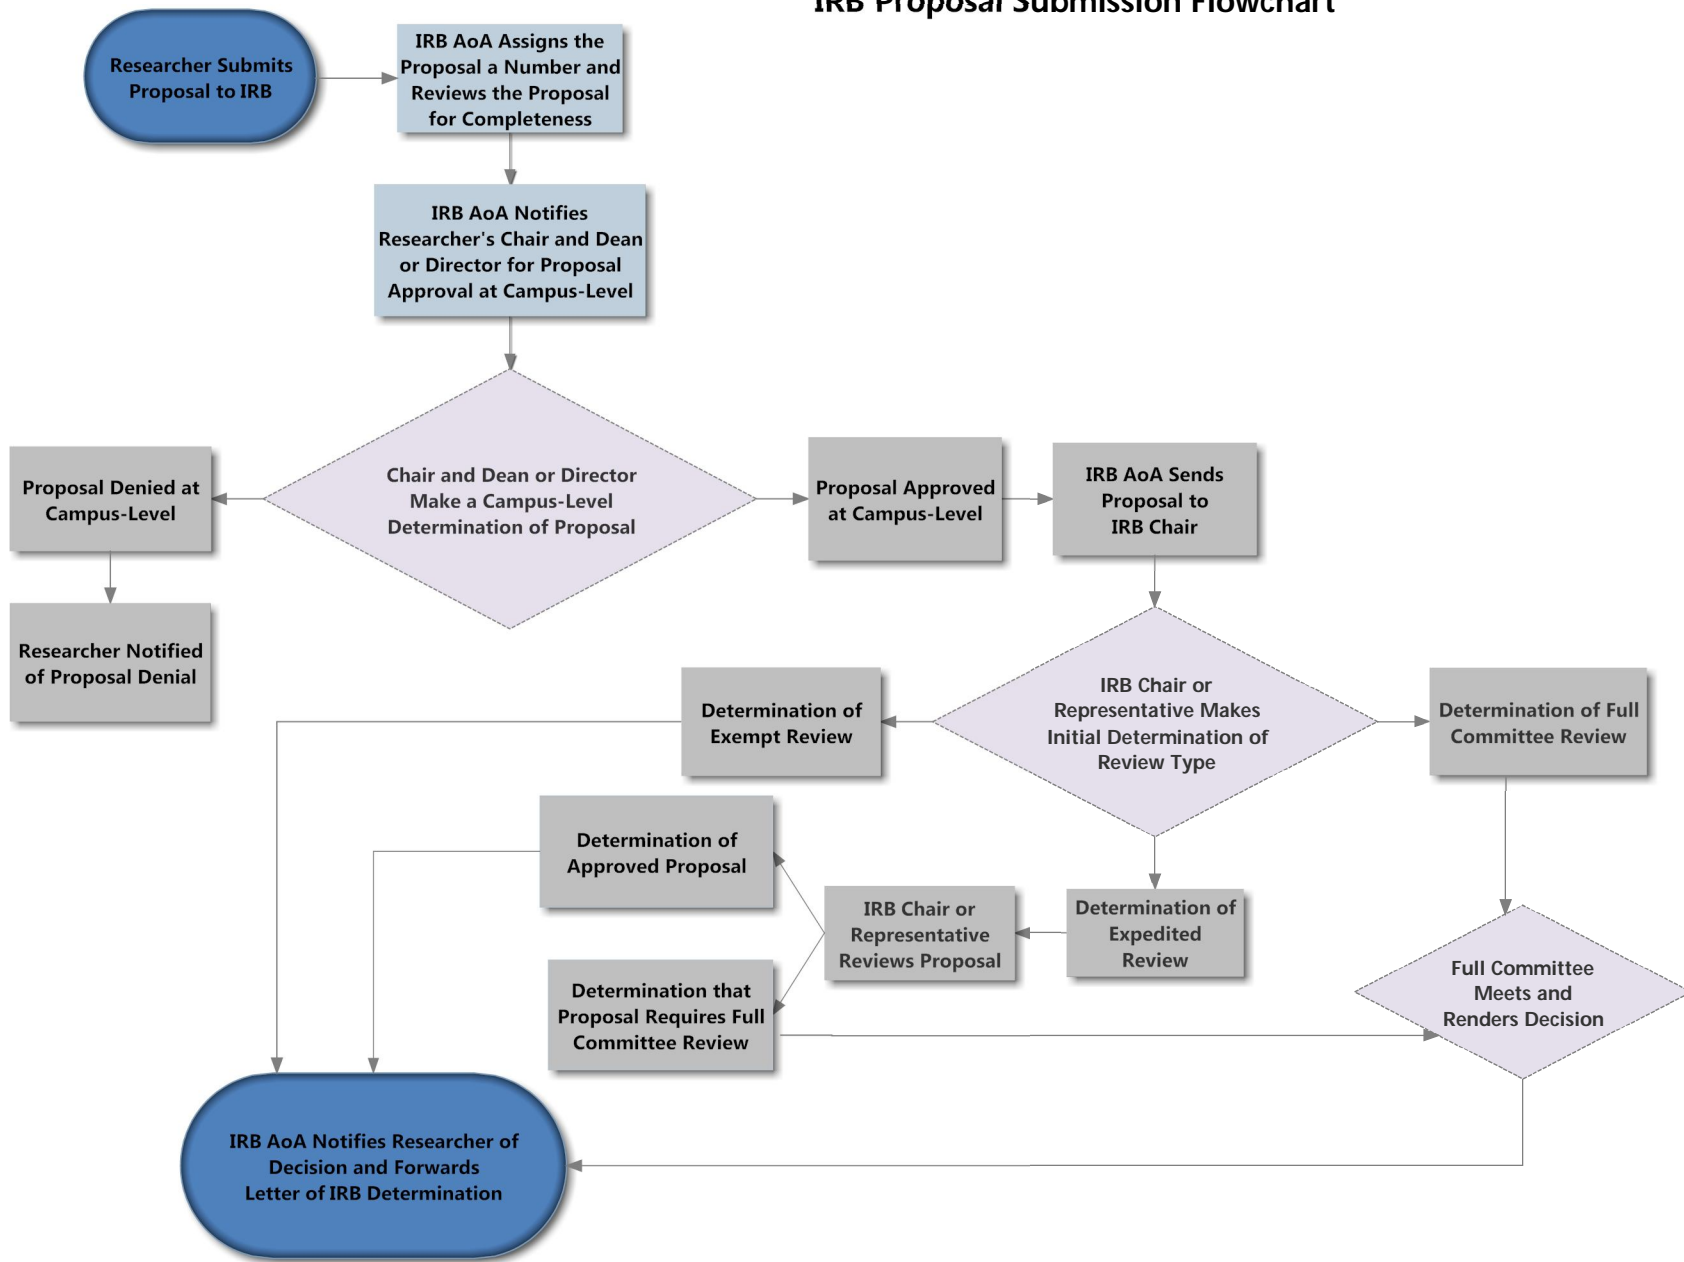 IRB Proposal Submission Flowchart
Researcher Submits
Proposal to IRB
IRB AoA Assigns the
Proposal a Number and
Reviews the Proposal
for Completeness
IRB AoA Notifies
Researcher's Chair and Dean
or Director for Proposal
Approval at Campus-Level
Chair and Dean or Director
Make a Campus-Level
Determination of Proposal
Proposal Denied at
Campus-Level
Researcher Notified
of Proposal Denial
Proposal Approved
at Campus-Level
IRB AoA Sends
Proposal to
IRB Chair
IRB Chair or
Representative Makes
Initial Determination of
Review Type
Determination of
Exempt Review
Determination of Full
Committee Review
Determination of
Expedited
Review
IRB Chair or
Representative
Reviews Proposal
Determination of
Approved Proposal
Determination that
Proposal Requires Full
Committee Review
Full Committee
Meets and
Renders Decision
IRB AoA Notifies Researcher of
Decision and Forwards
Letter of IRB Determination